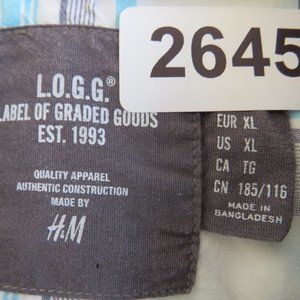 2645
L.O.G.G.®
LABEL OF GRADED GOODS
EST. 1993
QUALITY APPAREL
AUTHENTIC CONSTRUCTION
MADE BY
H&M
EUR XL
US XL
CA TG
CN 185/116
MADE IN
BANGLADESH